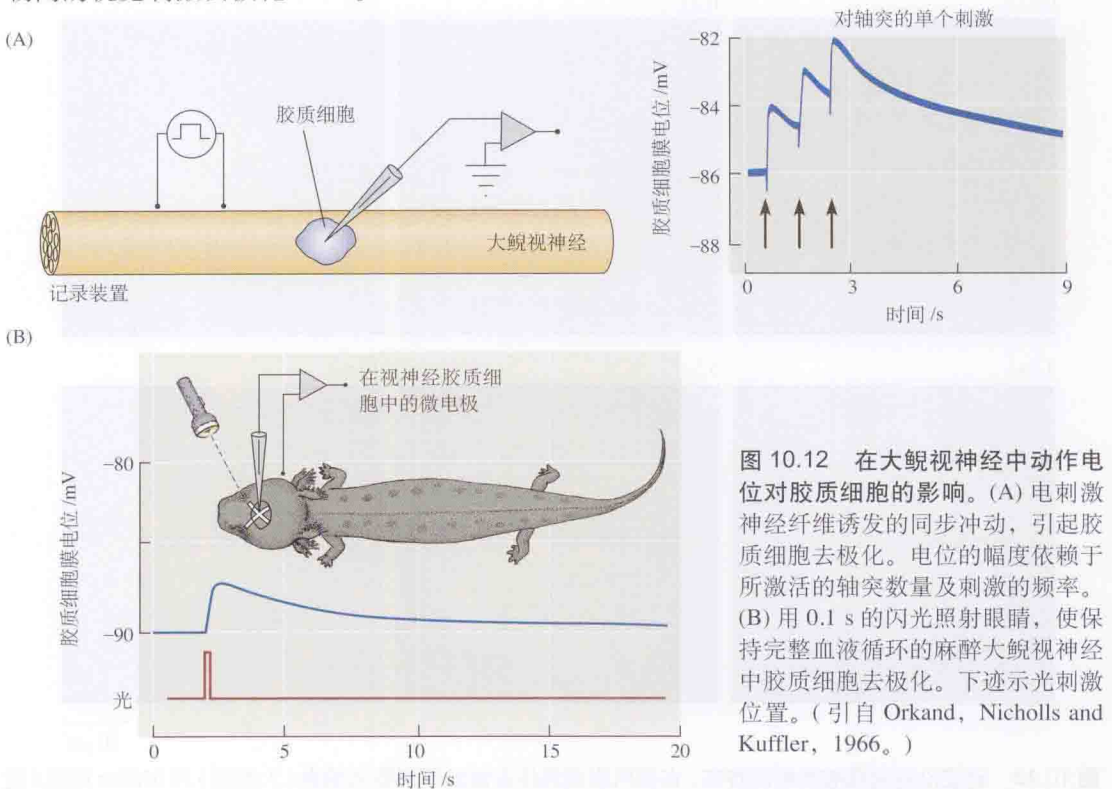 (A)
对轴突的单个刺激
胶质细胞
大鲵视神经
记录装置
胶质细胞膜电位/mV
-82
-84
-86
-88
0
3
6
9
时间/s
(B)
在视神经胶质细
胞中的微电极
胶质细胞膜电位/mV
-80
-90
光
0
5
10
15
20
时间/s
图 10.12 在大鲵视神经中动作电
位对胶质细胞的影响。(A) 电刺激
神经纤维诱发的同步冲动，引起胶
质细胞去极化。电位的幅度依赖于
所激活的轴突数量及刺激的频率。
(B) 用 0.1 s 的闪光照射眼睛，使保
持完整血液循环的麻醉大鲵视神经
中胶质细胞去极化。下迹示光刺激
位置。( 引自 Orkand, Nicholls and
Kuffler, 1966。)